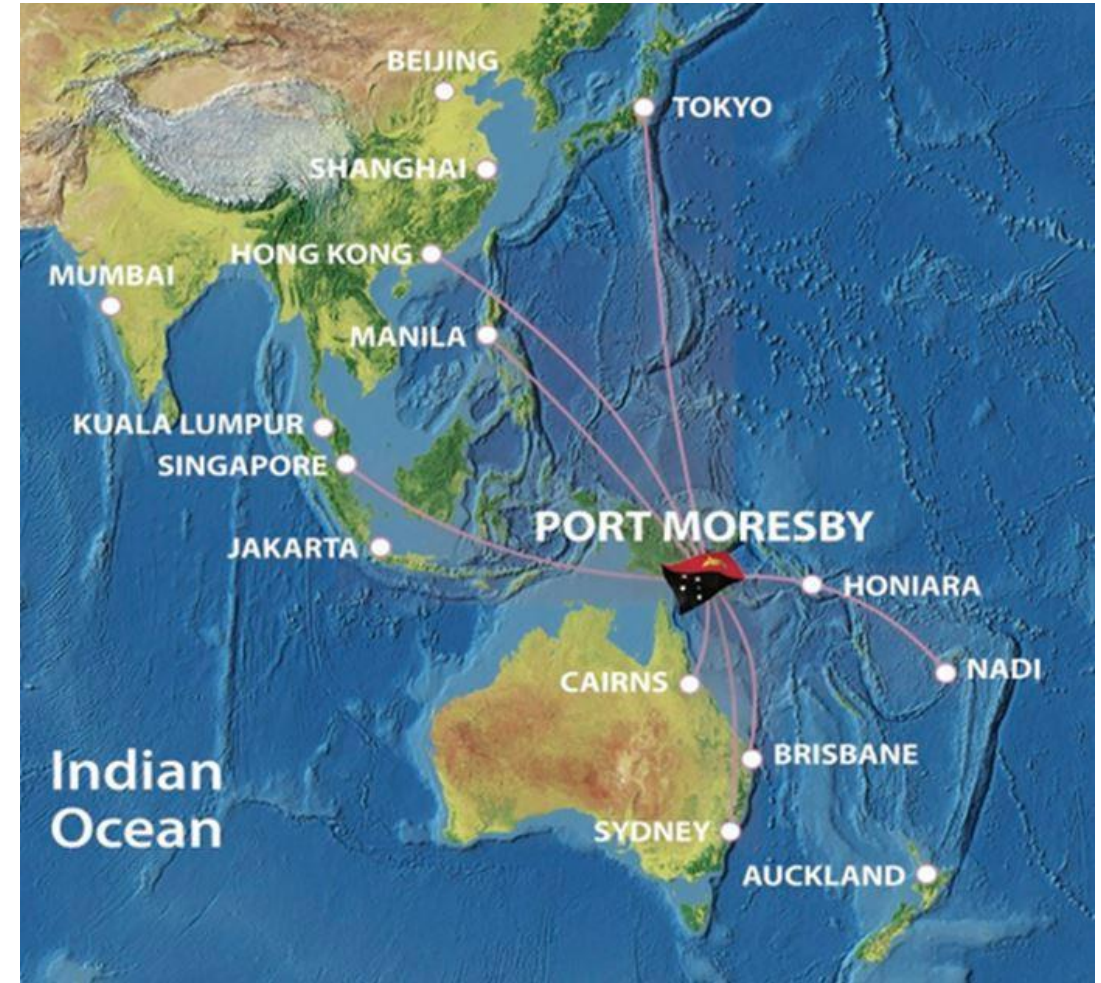 BEIJING
TOKYO
SHANGHAI
HONG KONG
MUMBAI
MANILA
KUALA LUMPUR
SINGAPORE
PORT MORESBY
JAKARTA
HONIARA
CAIRNS
NADI
BRISBANE
Indian
Ocean
SYDNEY
AUCKLAND